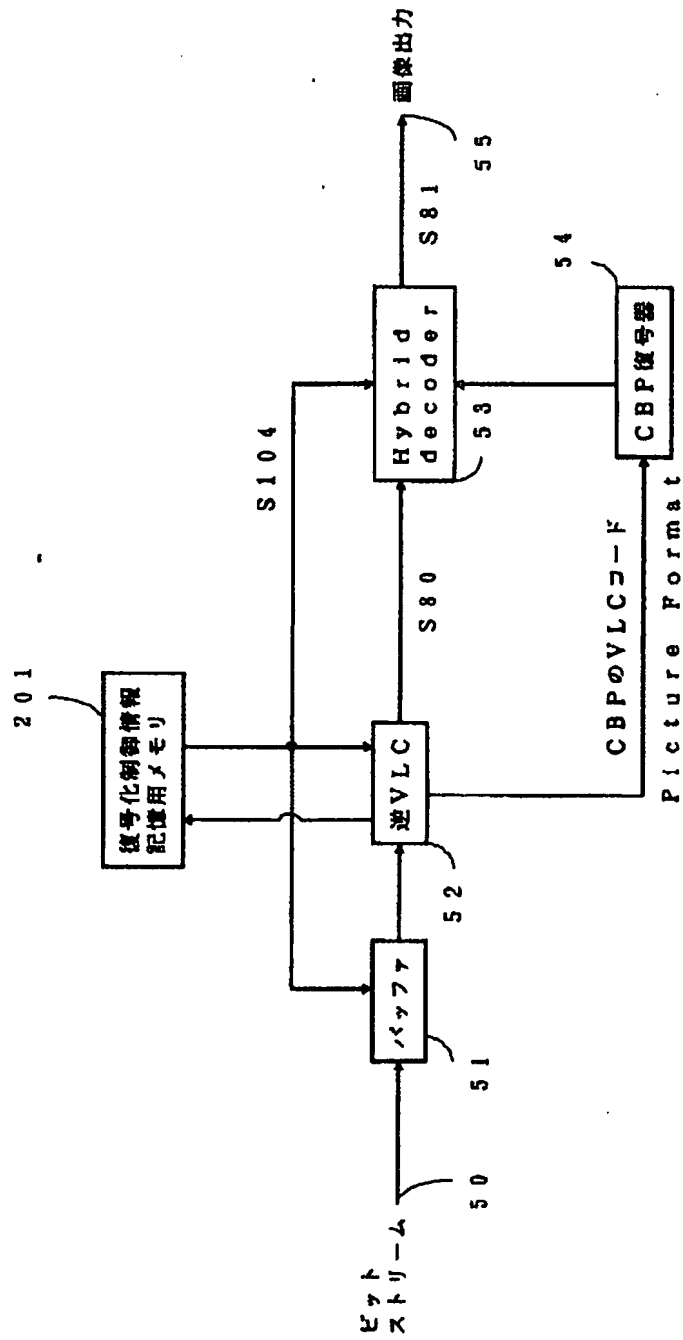 201
復号化制御情報
記憶用メモリ
S104
ビット
ストリーム
50
バッファ
51
逆VLC
52
S80
Hybrid
decoder
53
S81
画像出力
55
CBPのVLCコード
Picture Format
CBP復号器
54